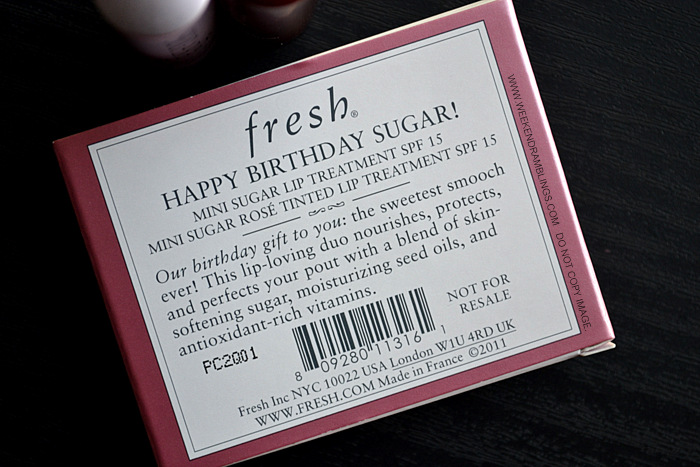 fresh®
HAPPY BIRTHDAY SUGAR!
MINI SUGAR LIP TREATMENT SPF 15
MINI SUGAR ROSÉ TINTED LIP TREATMENT SPF 15
Our birthday gift to you: the sweetest smooch
ever! This lip-loving duo nourishes, protects,
and perfects your pout with a blend of skin-
softening sugar, moisturizing seed oils, and
antioxidant-rich vitamins.
NOT FOR
RESALE
PC2Q01
8 09280 11316 1
Fresh Inc NYC 10022 USA London W1U 4RD UK
WWW.FRESH.COM Made in France ©2011
WWW.WEEKENDRAMBLINGS.COM DO NOT COPY IMAGE